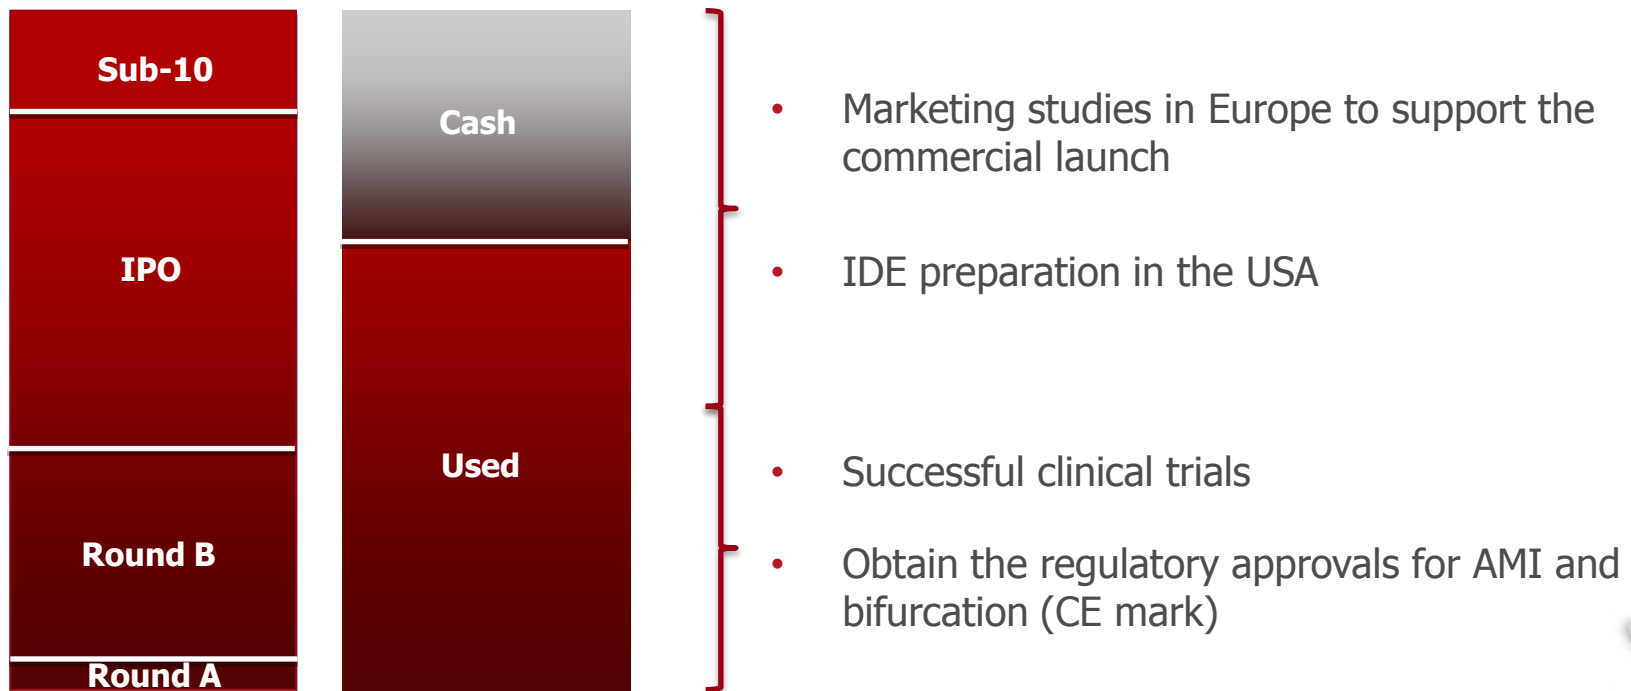 Sub-10
IPO
Round B
Round A
Cash
Used
• Marketing studies in Europe to support the
commercial launch
• IDE preparation in the USA
• Successful clinical trials
• Obtain the regulatory approvals for AMI and
bifurcation (CE mark)